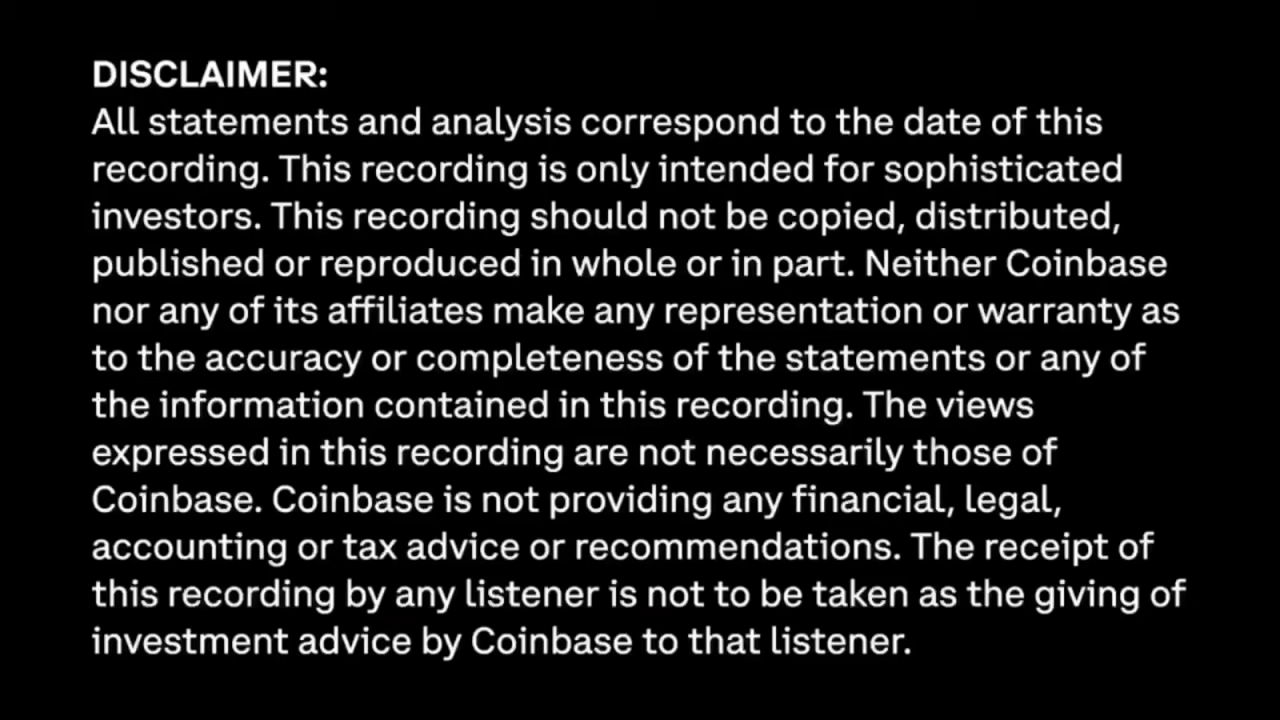 DISCLAIMER:
All statements and analysis correspond to the date of this
recording. This recording is only intended for sophisticated
investors. This recording should not be copied, distributed,
published or reproduced in whole or in part. Neither Coinbase
nor any of its affiliates make any representation or warranty as
to the accuracy or completeness of the statements or any of
the information contained in this recording. The views
expressed in this recording are not necessarily those of
Coinbase. Coinbase is not providing any financial, legal,
accounting or tax advice or recommendations. The receipt of
this recording by any listener is not to be taken as the giving of
investment advice by Coinbase to that listener.